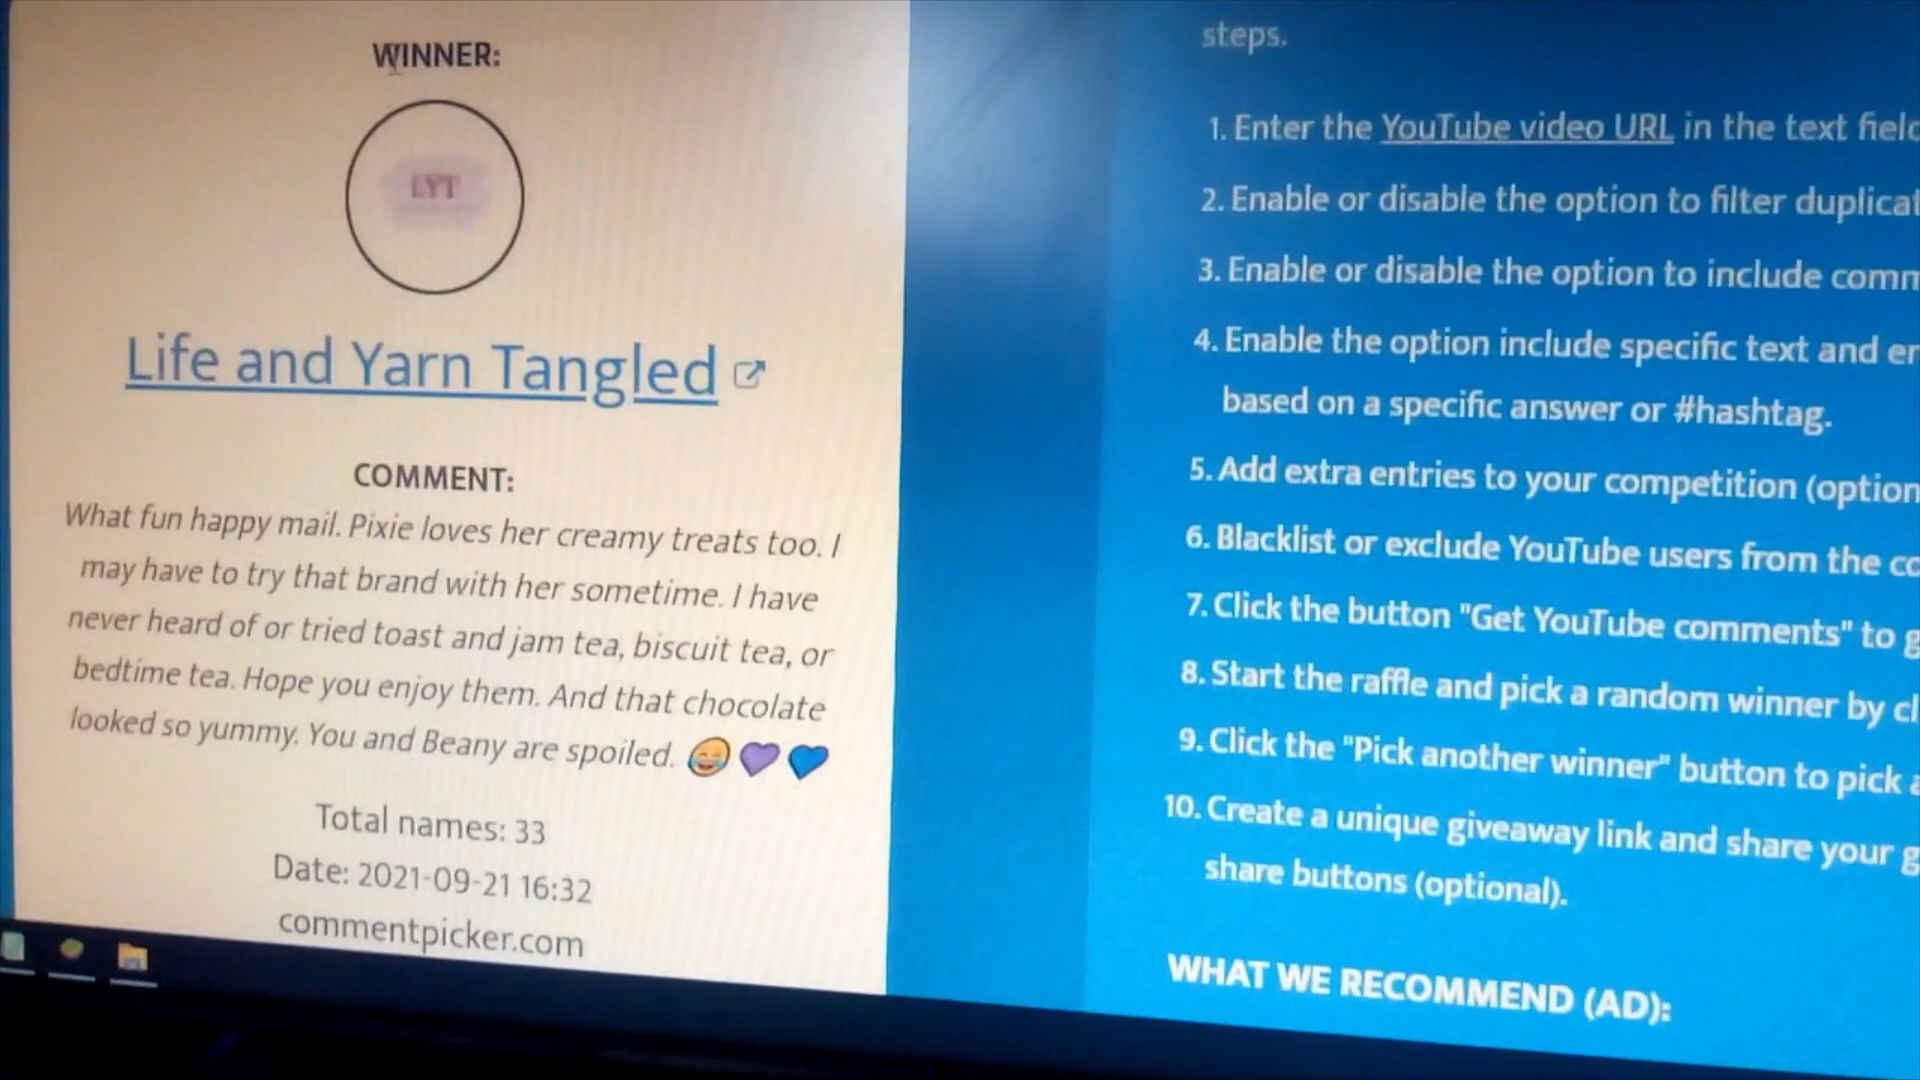 WINNER:
LYT
Life and Yarn Tangled
COMMENT:
What fun happy mail. Pixie loves her creamy treats too. I
may have to try that brand with her sometime. I have
never heard of or tried toast and jam tea, biscuit tea, or
bedtime tea. Hope you enjoy them. And that chocolate
looked so yummy. You and Beany are spoiled. 😂💜💙
Total names: 33
Date: 2021-09-21 16:32
commentpicker.com
steps.
1. Enter the YouTube video URL in the text
2. Enable or disable the option to filter
3. Enable or disable the option to include
4. Enable the option include specific text and
based on a specific answer or #hashtag.
5. Add extra entries to your competition
6. Blacklist or exclude YouTube users from the
7. Click the button "Get YouTube comments" to
8. Start the raffle and pick a random winner by
9. Click the "Pick another winner" button to pick
10. Create a unique giveaway link and share your
share buttons (optional).
WHAT WE RECOMMEND (AD):